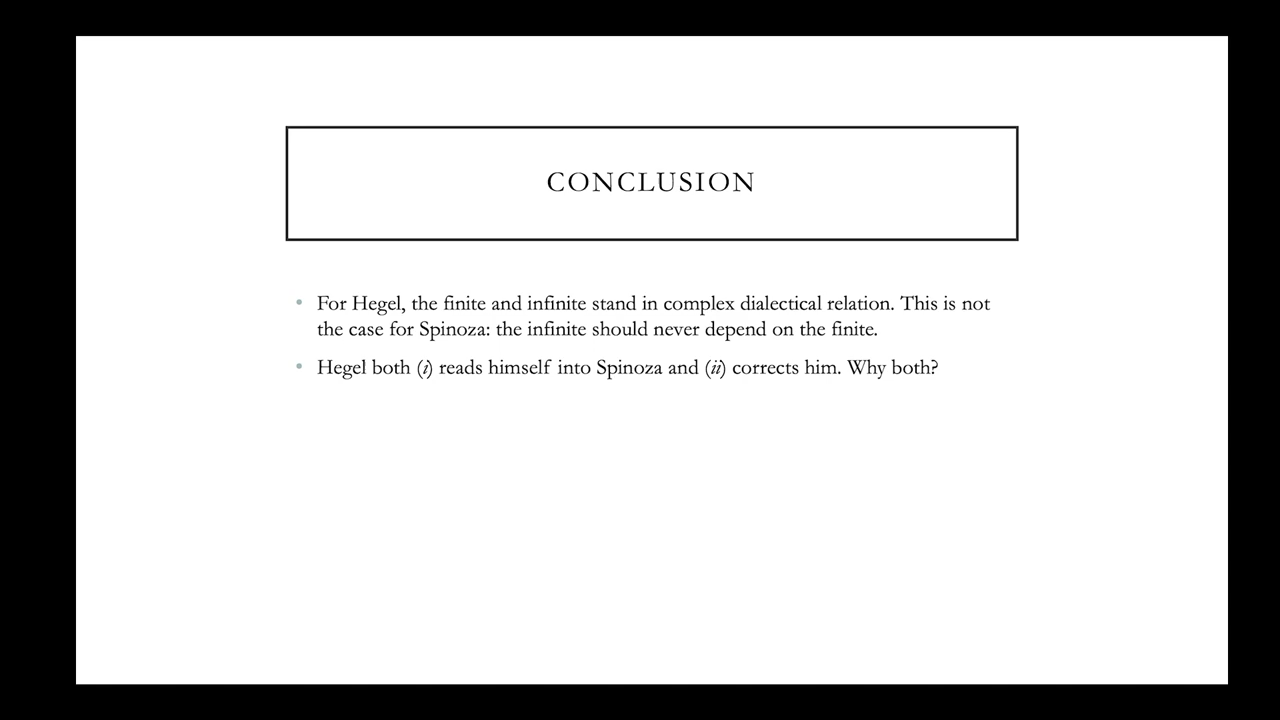 CONCLUSION
• For Hegel, the finite and infinite stand in complex dialectical relation. This is not
the case for Spinoza: the infinite should never depend on the finite.
• Hegel both (i) reads himself into Spinoza and (ii) corrects him. Why both?